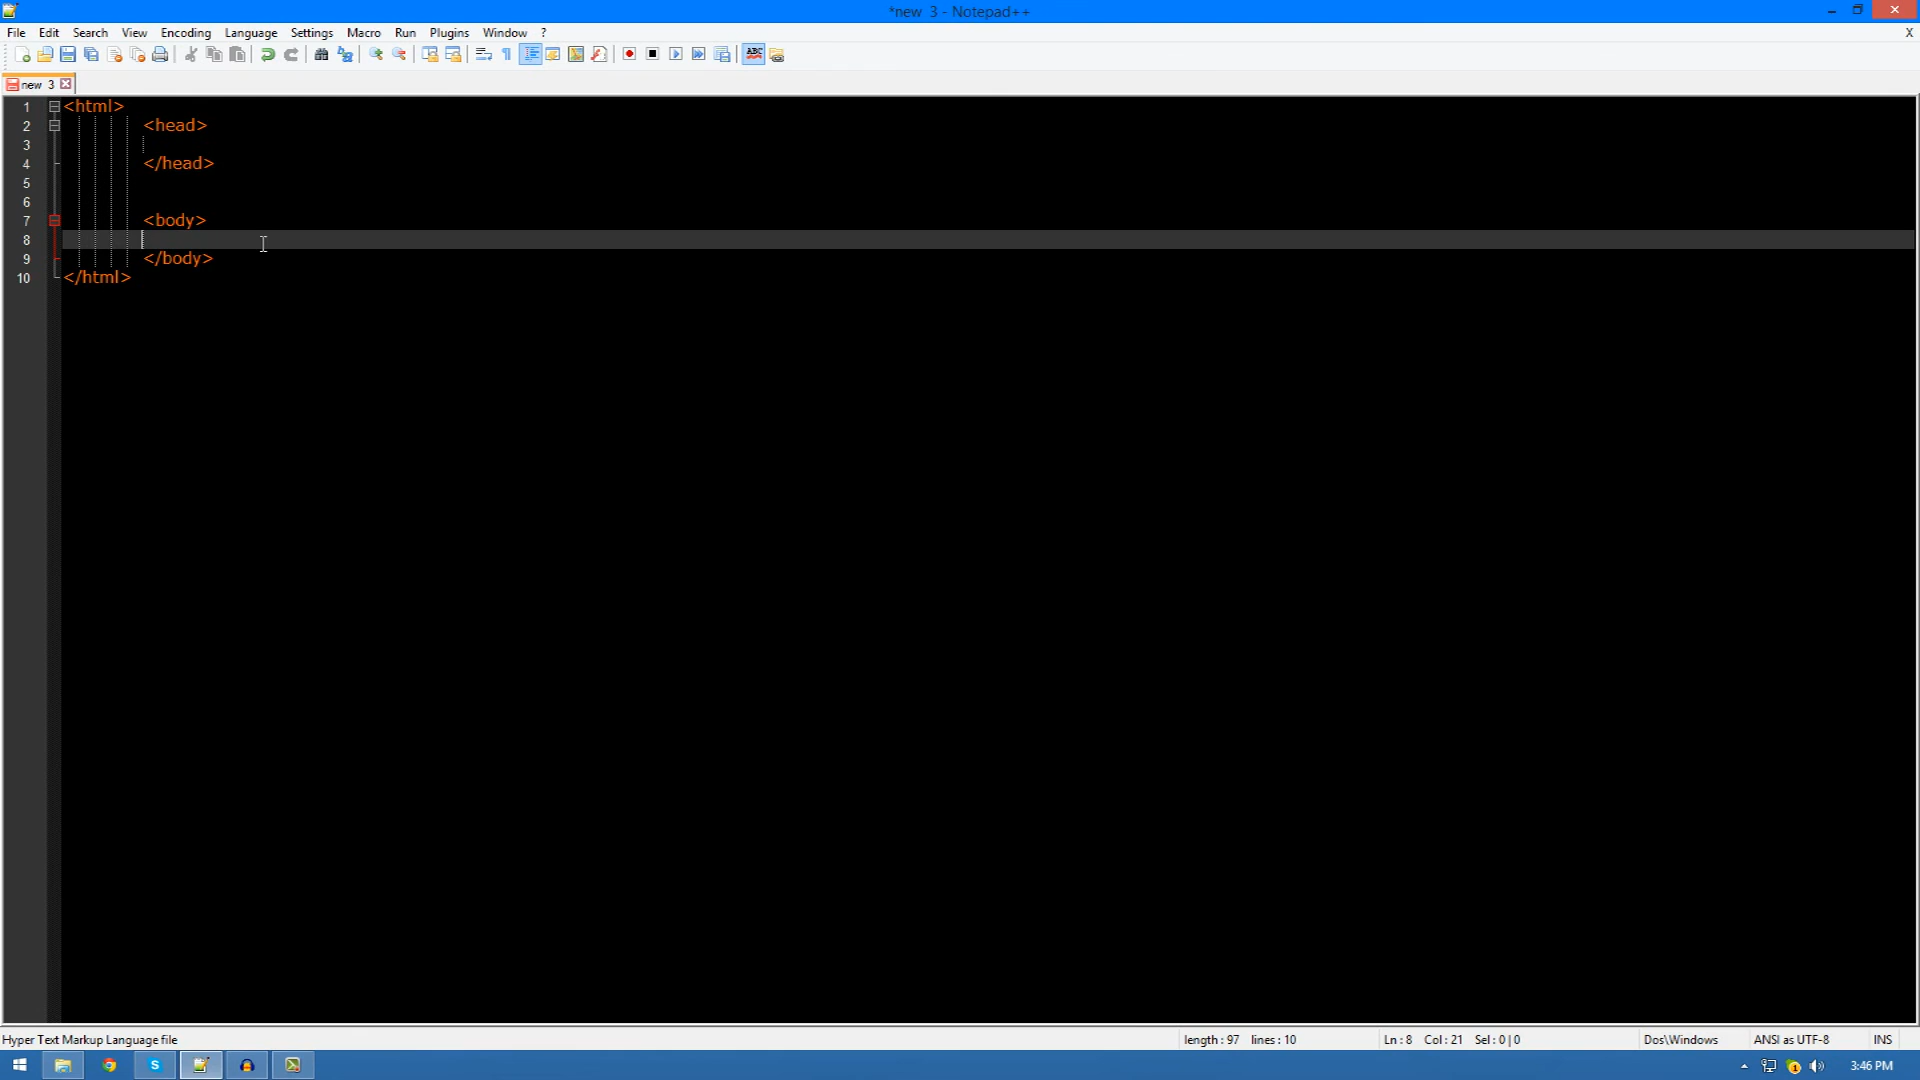 *new  3 - Notepad++
File Edit Search View Encoding Language Settings Macro Run Plugins Window ? X
new  3
1 <html>
2 <head>
3
4 </head>
5
6
7 <body>
8
9 </body>
10 </html>
Hyper Text Markup Language file length : 97 lines : 10 Ln : 8 Col : 21 Sel : 0 | 0 Dos\Windows ANSI as UTF-8 INS
3:46 PM